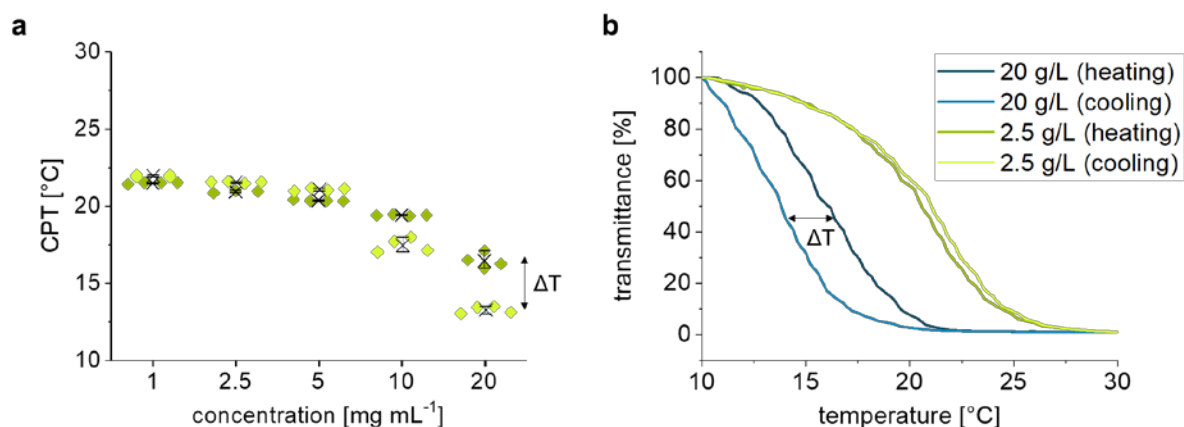 a
30
25
20
15
10
CPT [°C]
ΔT
1 2.5 5 10 20
concentration [mg mL⁻¹]
b
100
80
60
40
20
0
transmittance [%]
20 g/L (heating)
20 g/L (cooling)
2.5 g/L (heating)
2.5 g/L (cooling)
ΔT
10 15 20 25 30
temperature [°C]